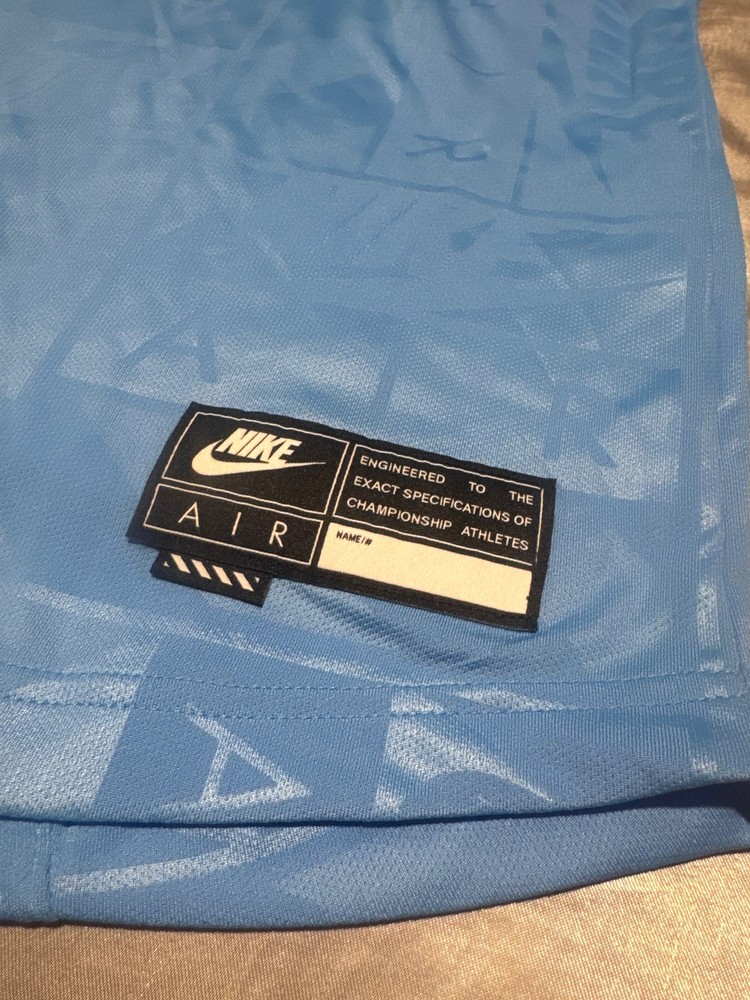 NIKE
AIR
ENGINEERED TO THE
EXACT SPECIFICATIONS OF
CHAMPIONSHIP ATHLETES
NAME/#
A
R
A